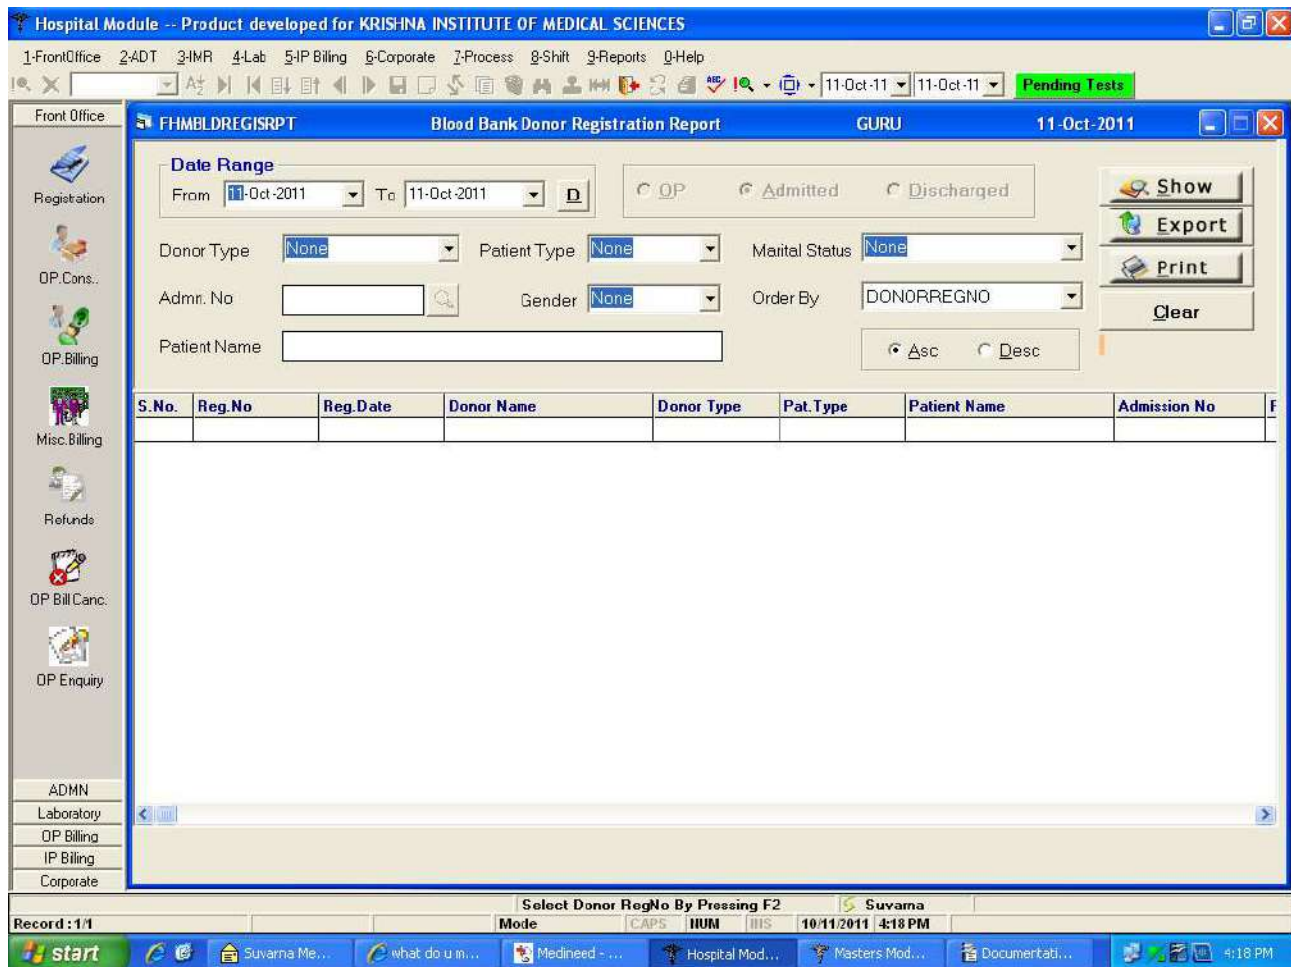 Hospital Module -- Product developed for KRISHNA INSTITUTE OF MEDICAL SCIENCES
1-FrontOffice 2-ADT 3-IMR 4-Lab 5-IP Billing 6-Corporate 7-Process 8-Shift 9-Reports 0-Help
11-Oct-11 11-Oct-11 Pending Tests
Front Office
FHMBLDREGISRPT Blood Bank Donor Registration Report GURU 11-Oct-2011
Registation
OP.Cons..
OP.Billing
Misc.Billing
Refunds
OP Bill Canc.
OP Enquiry
ADMN
Laboratory
OP Billing
IP Billing
Corporate
Date Range
From 11-Oct-2011 To 11-Oct-2011 D
OP Admitted Discharged
Show
Export
Print
Clear
Donor Type None Patient Type None Marital Status None
Admn. No Gender None Order By DONORREGNO
Patient Name
Asc Desc
S.No. Reg.No Reg.Date Donor Name Donor Type Pat.Type Patient Name Admission No
Select Donor RegNo By Pressing F2 Suvarna
Record : 1/1 Mode CAPS NUM INS 10/11/2011 4:18 PM
start Suvarna Me... what do u m... Medineed - ... Hospital Mod... Masters Mod... Documentati... 4:18 PM